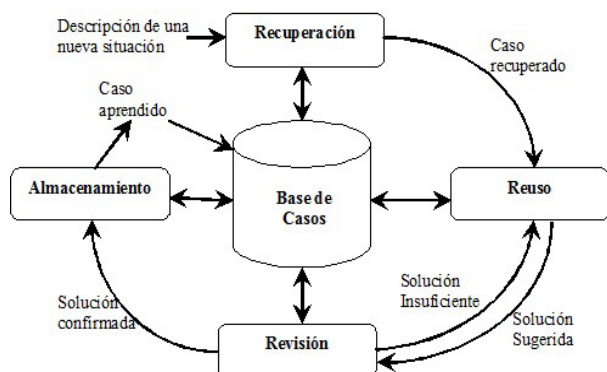 Descripción de una
nueva situación
Recuperación
Caso
recuperado
Caso
aprendido
Almacenamiento
Base de
Casos
Reuso
Solución
confirmada
Revisión
Solución
Insuficiente
Solución
Sugerida